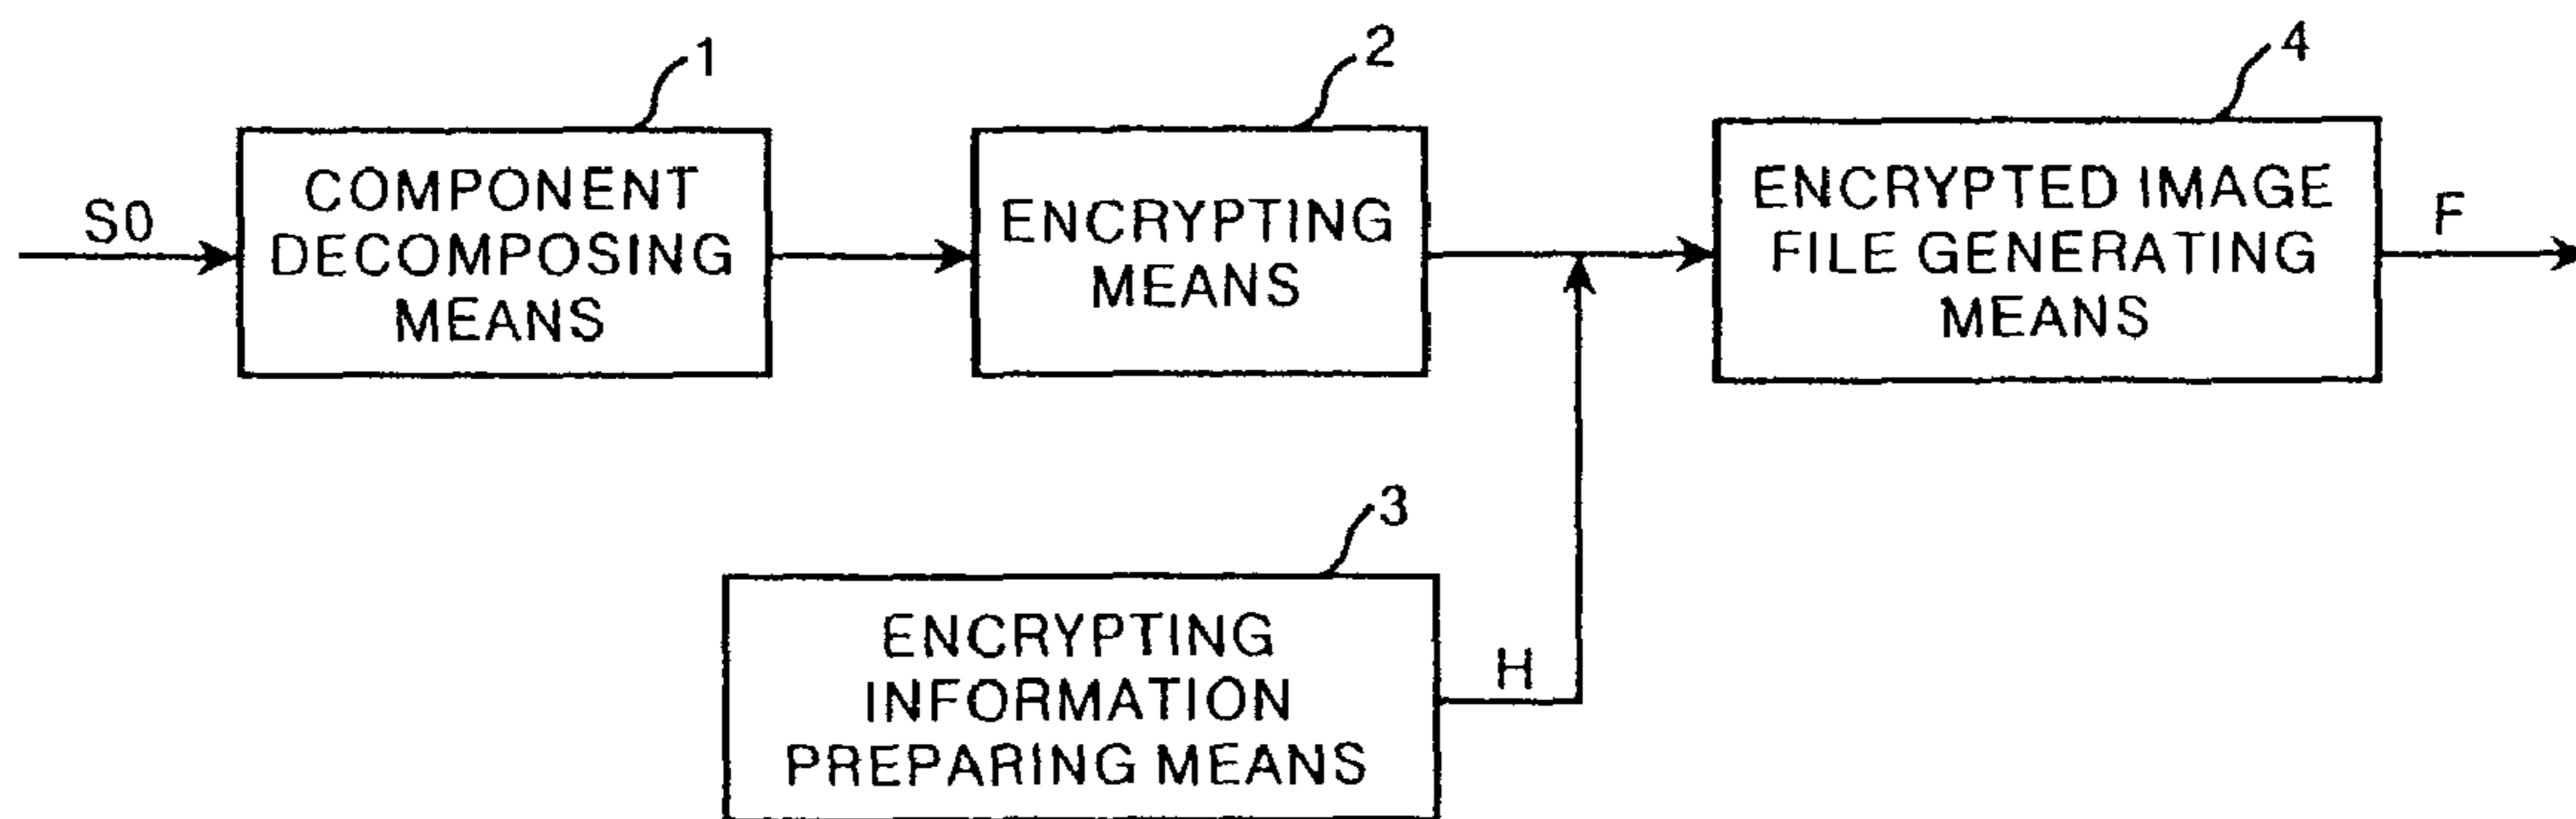 1
2
4
S0
COMPONENT
DECOMPOSING
MEANS
ENCRYPTING
MEANS
ENCRYPTED IMAGE
FILE GENERATING
MEANS
F
3
ENCRYPTING
INFORMATION
PREPARING MEANS
H